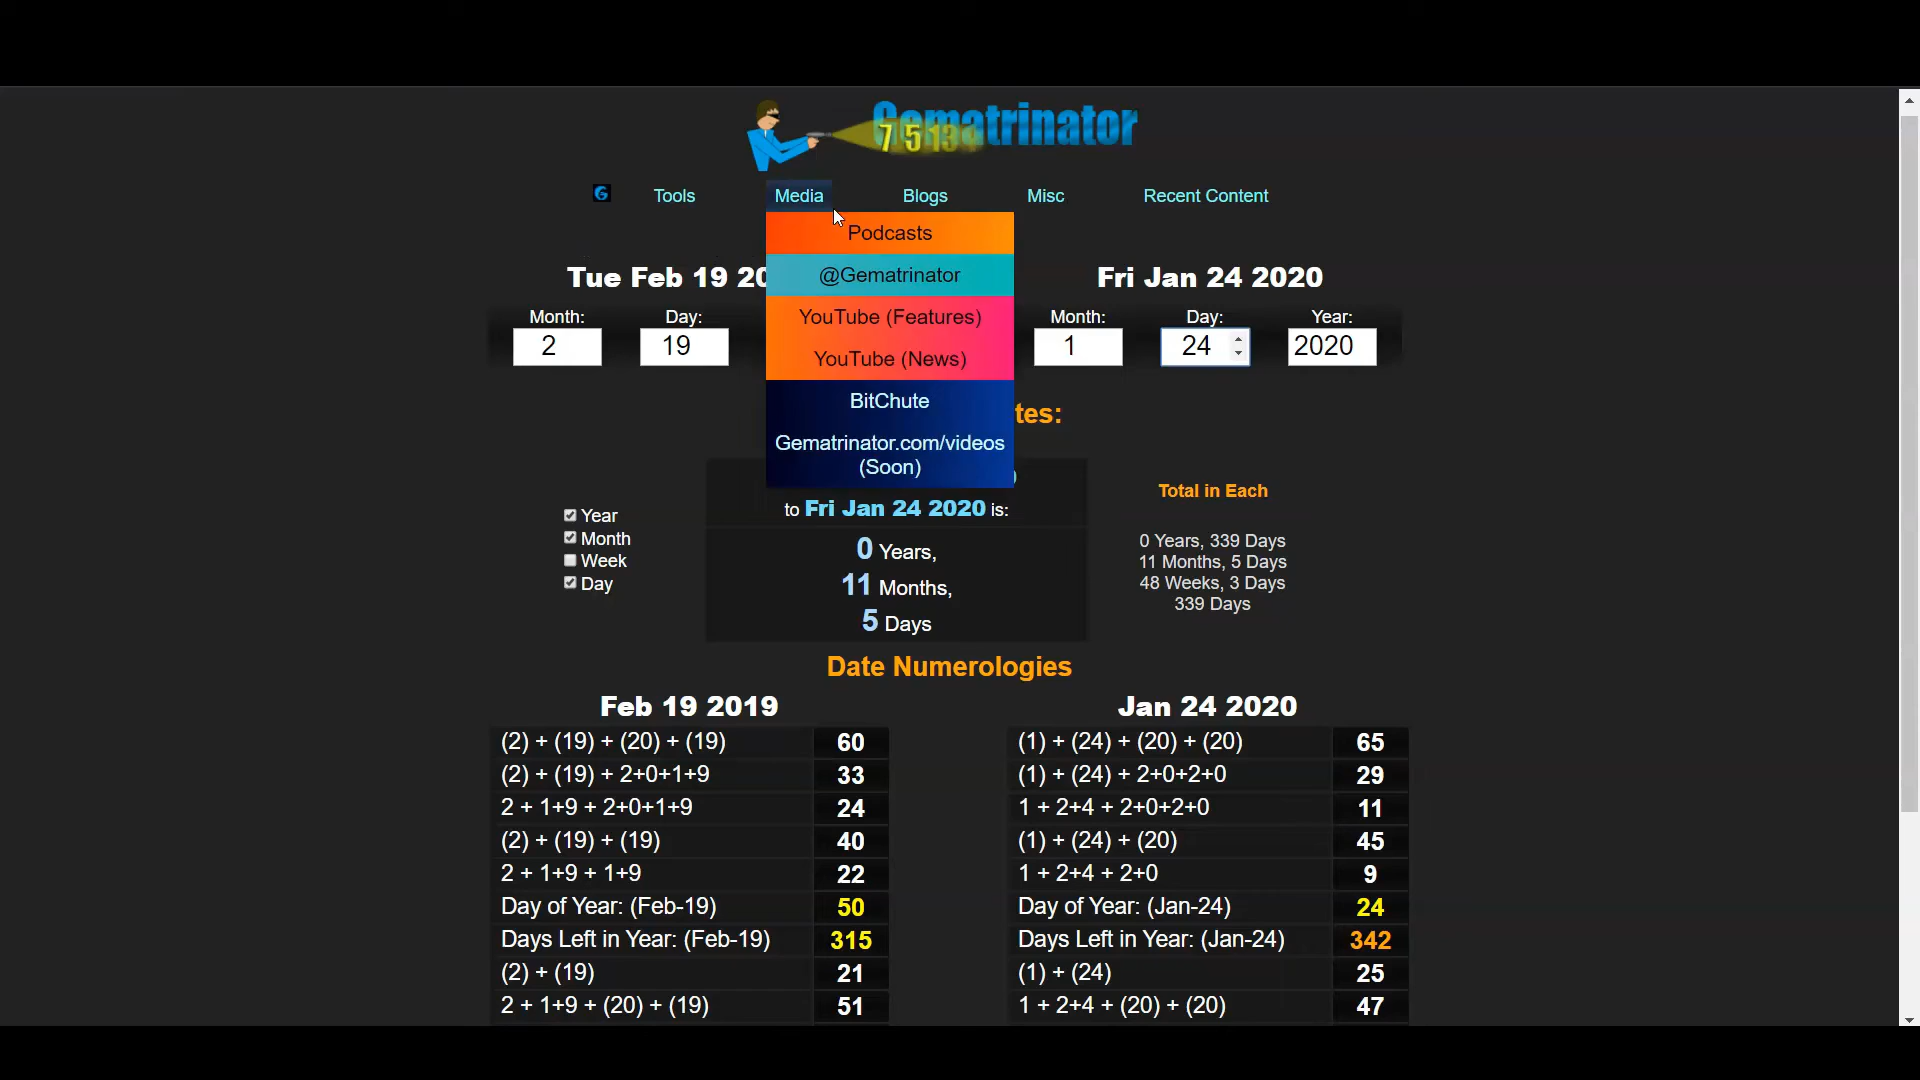 Gematrinator
7 5 13
G
Tools
Media
Blogs
Misc
Recent Content
Podcasts
@Gematrinator
YouTube (Features)
YouTube (News)
BitChute
Gematrinator.com/videos
(Soon)
Tue Feb 19 20
Month:
Day:
2
19
Fri Jan 24 2020
Month:
Day:
Year:
1
24
2020
tes:
)
to Fri Jan 24 2020 is:
Year
Month
Week
Day
0 Years,
11 Months,
5 Days
Total in Each
0 Years, 339 Days
11 Months, 5 Days
48 Weeks, 3 Days
339 Days
Date Numerologies
Feb 19 2019
(2) + (19) + (20) + (19) 60
(2) + (19) + 2+0+1+9 33
2 + 1+9 + 2+0+1+9 24
(2) + (19) + (19) 40
2 + 1+9 + 1+9 22
Day of Year: (Feb-19) 50
Days Left in Year: (Feb-19) 315
(2) + (19) 21
2 + 1+9 + (20) + (19) 51
Jan 24 2020
(1) + (24) + (20) + (20) 65
(1) + (24) + 2+0+2+0 29
1 + 2+4 + 2+0+2+0 11
(1) + (24) + (20) 45
1 + 2+4 + 2+0 9
Day of Year: (Jan-24) 24
Days Left in Year: (Jan-24) 342
(1) + (24) 25
1 + 2+4 + (20) + (20) 47